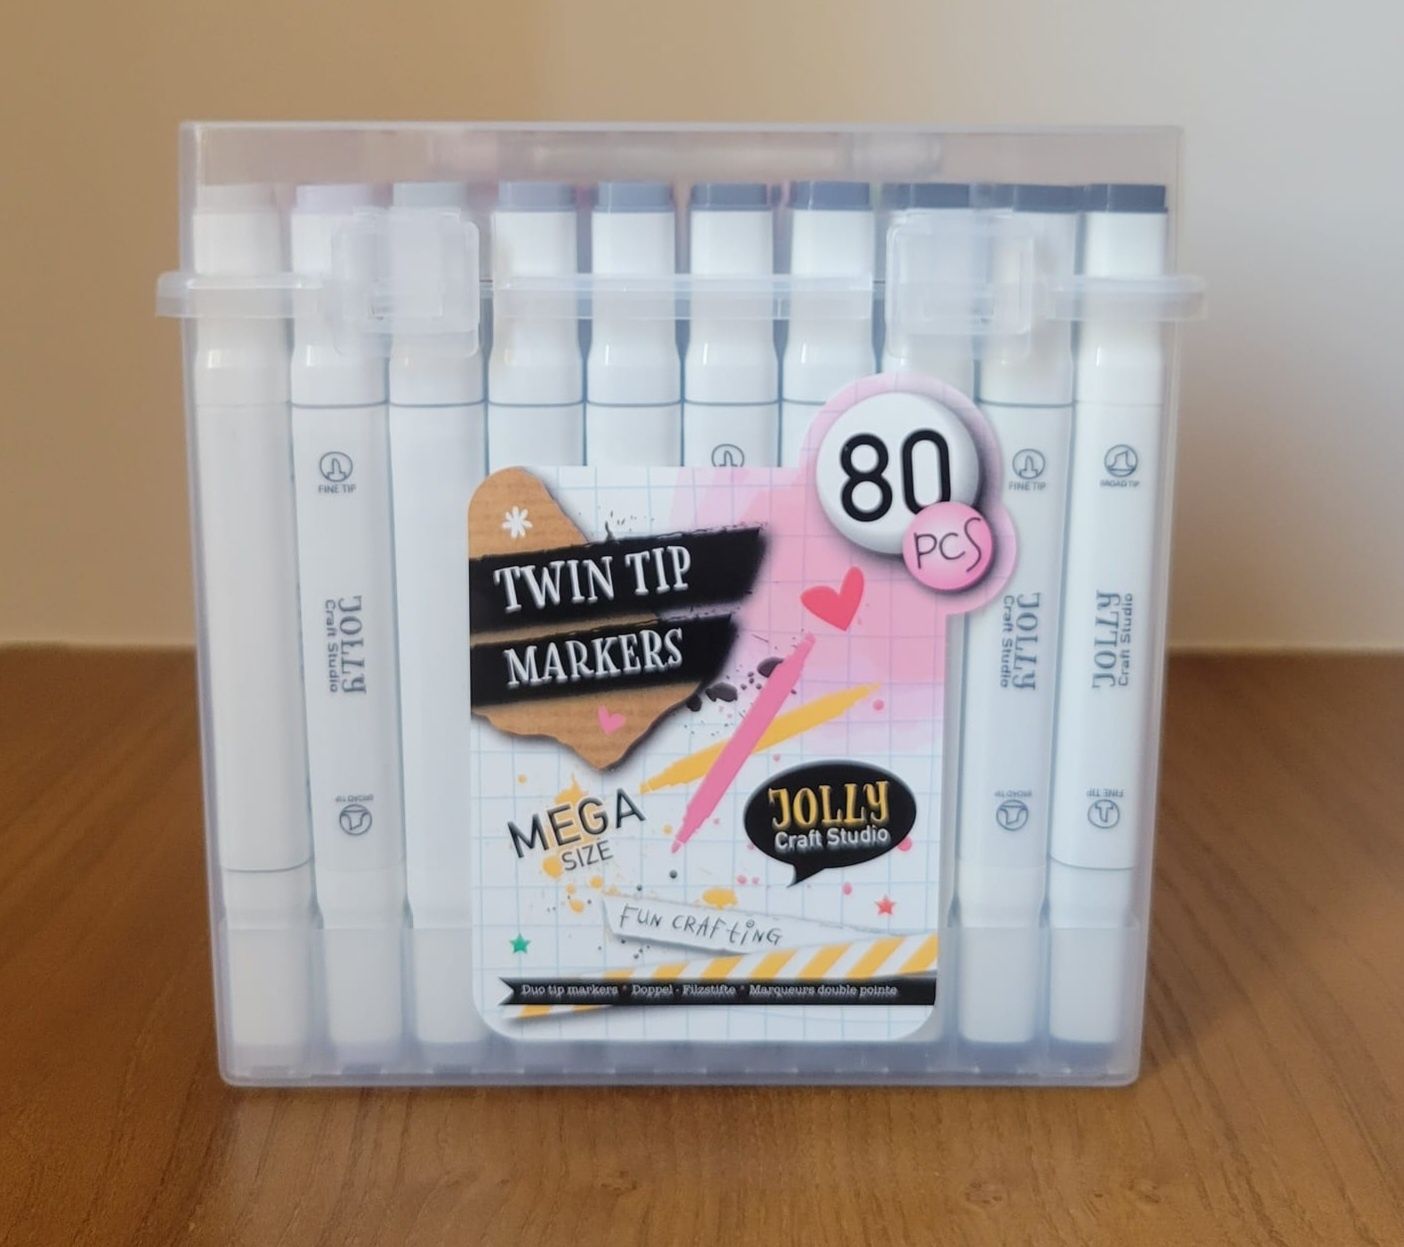 80
PCS
TWIN TIP
MARKERS
MEGA
SIZE
JOLLY
Craft Studio
FUN CRAFTING
Duo tip markers * Doppel - Filzstifte * Marqueurs double pointe
FINE TIP
JOLLY
Craft Studio
BROAD TIP
FINE TIP
JOLLY
Craft Studio
BROAD TIP
BROAD TIP
JOLLY
Craft Studio
FINE TIP